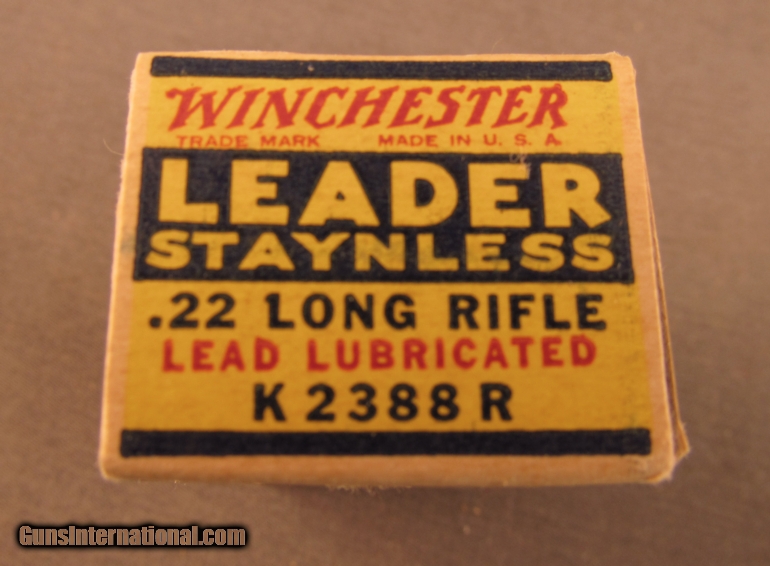 WINCHESTER
TRADE MARK MADE IN U. S. A.
LEADER
STAYNLESS
.22 LONG RIFLE
LEAD LUBRICATED
K 2388 R
GunsInternational.com